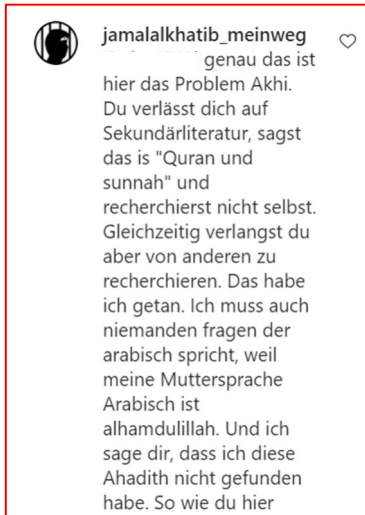 jamalalkhatib_meinweg
genau das ist
hier das Problem Akhi.
Du verlässt dich auf
Sekundärliteratur, sagst
das is "Quran und
sunnah" und
recherchierst nicht selbst.
Gleichzeitig verlangst du
aber von anderen zu
recherchieren. Das habe
ich getan. Ich muss auch
niemanden fragen der
arabisch spricht, weil
meine Muttersprache
Arabisch ist
alhamdulillah. Und ich
sage dir, dass ich diese
Ahadith nicht gefunden
habe. So wie du hier